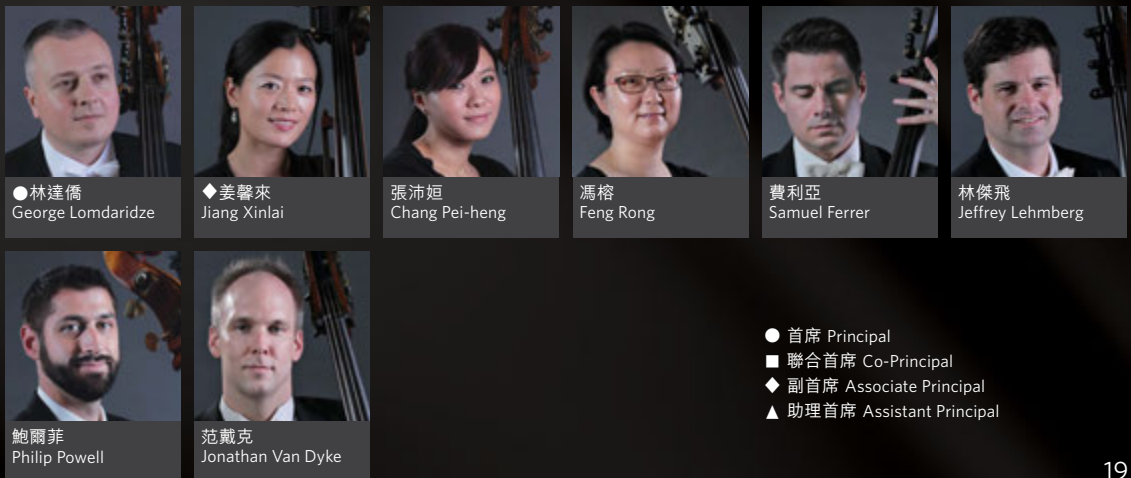 ●林達僑
George Lomdaridze
◆姜馨來
Jiang Xinlai
張沛姮
Chang Pei-heng
馮榕
Feng Rong
費利亞
Samuel Ferrer
林傑飛
Jeffrey Lehmberg
鮑爾菲
Philip Powell
范戴克
Jonathan Van Dyke
● 首席 Principal
■ 聯合首席 Co-Principal
◆ 副首席 Associate Principal
▲ 助理首席 Assistant Principal
19